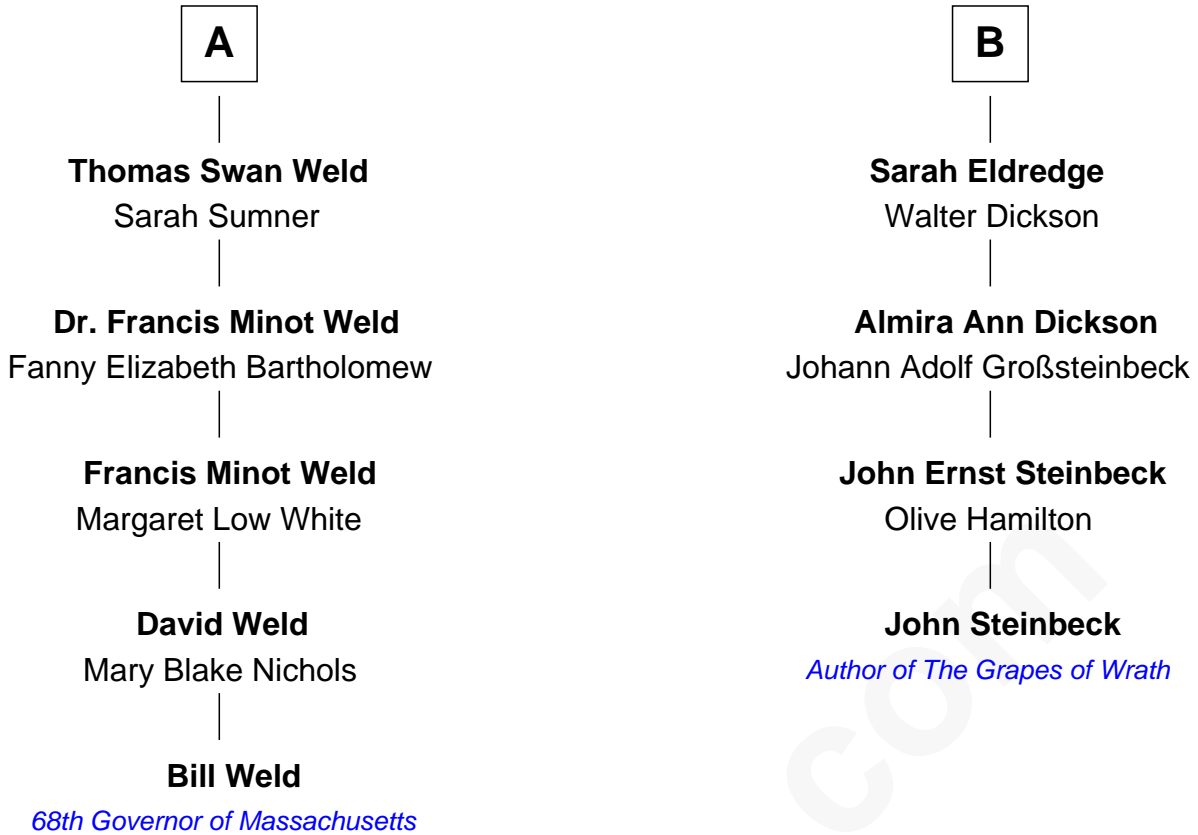 A
Thomas Swan Weld
Sarah Sumner
Dr. Francis Minot Weld
Fanny Elizabeth Bartholomew
Francis Minot Weld
Margaret Low White
David Weld
Mary Blake Nichols
Bill Weld
68th Governor of Massachusetts
B
Sarah Eldredge
Walter Dickson
Almira Ann Dickson
Johann Adolf Großsteinbeck
John Ernst Steinbeck
Olive Hamilton
John Steinbeck
Author of The Grapes of Wrath
com